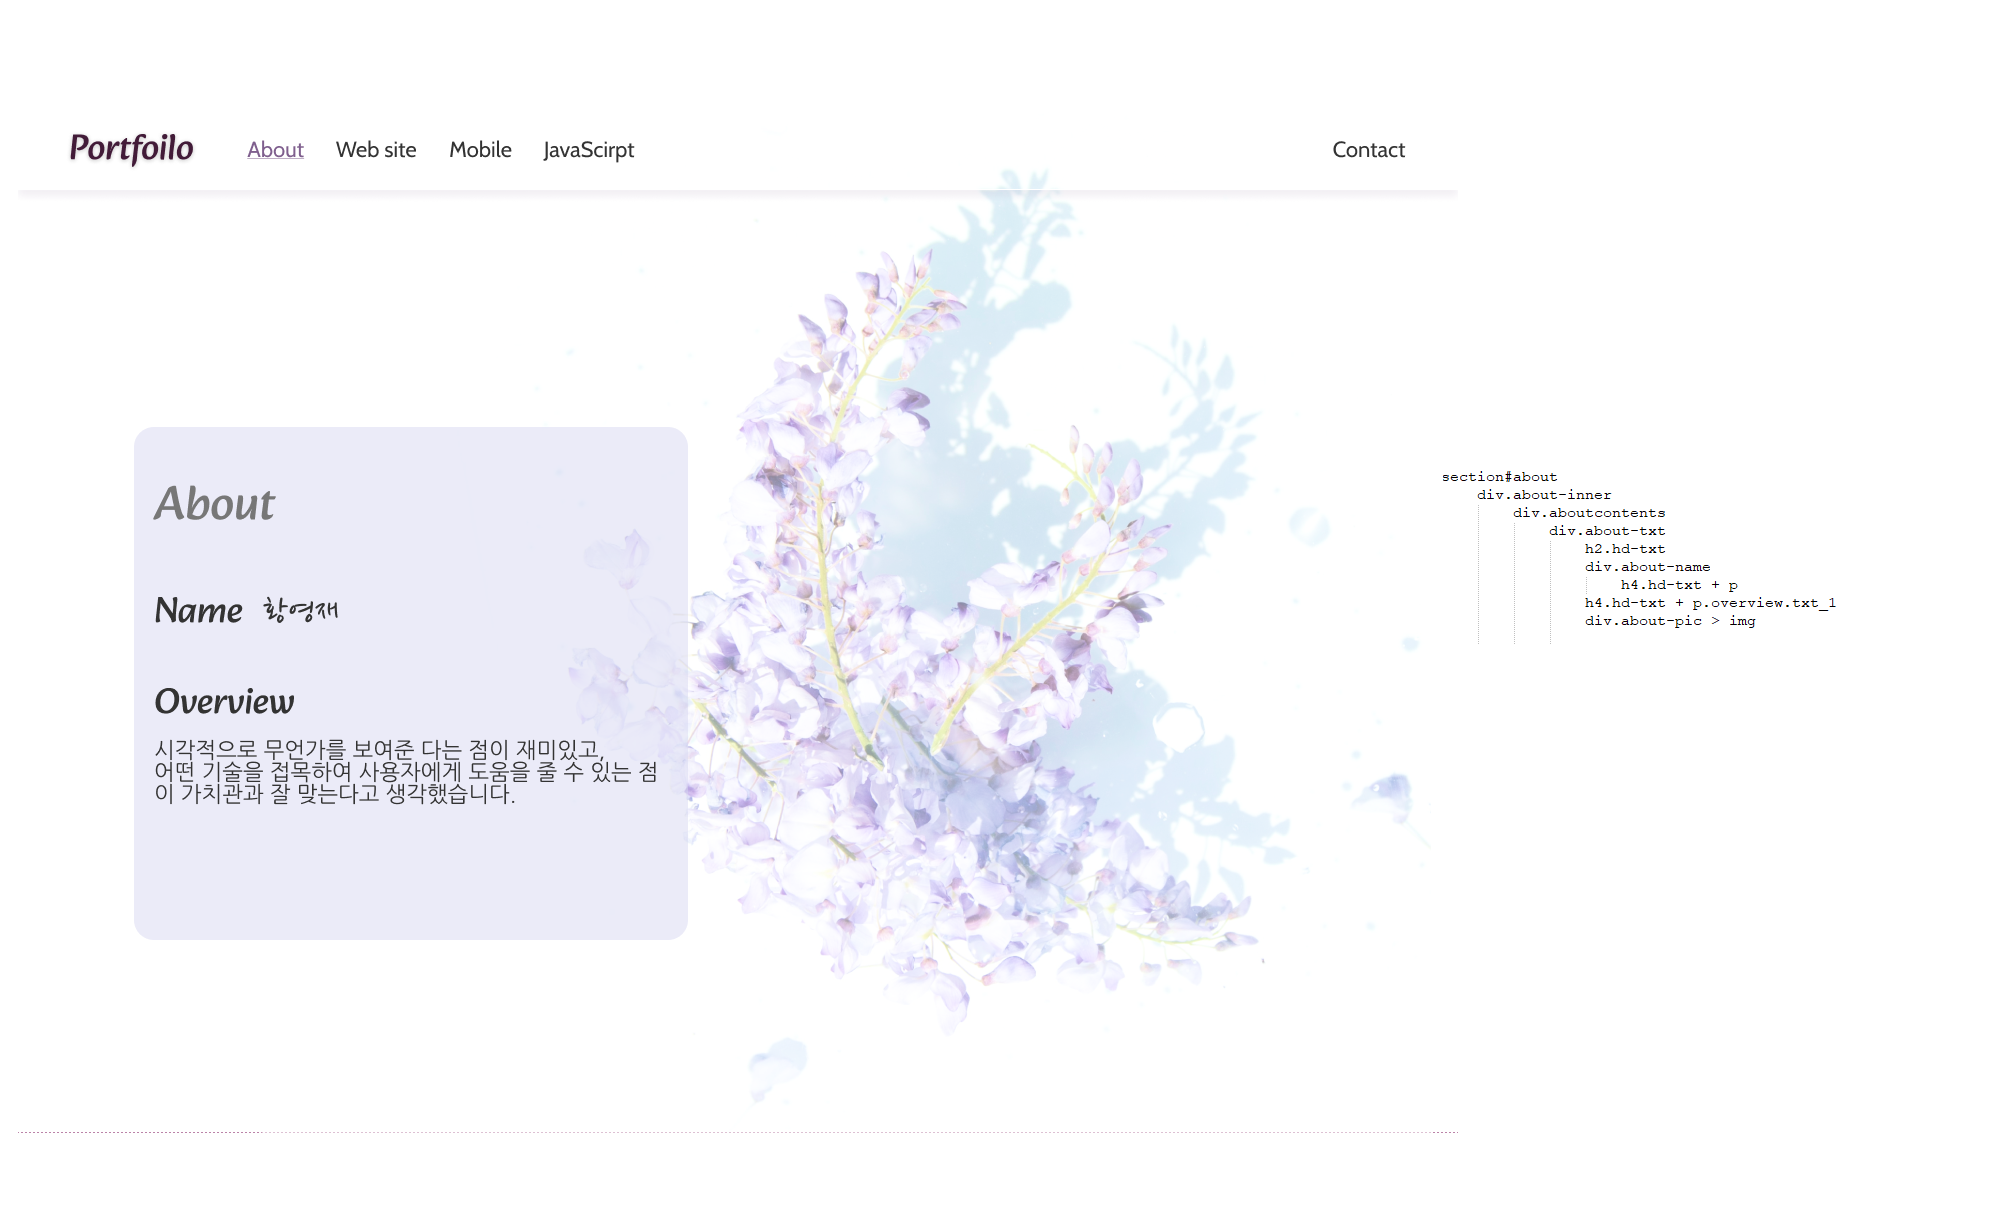 Portfoilo About Web site Mobile JavaScirpt Contact
About
Name 황영재
Overview
시각적으로 무언가를 보여준 다는 점이 재미있고,
어떤 기술을 접목하여 사용자에게 도움을 줄 수 있는 점
이 가치관과 잘 맞는다고 생각했습니다.
section#about
div.about-inner
div.aboutcontents
div.about-txt
h2.hd-txt
div.about-name
h4.hd-txt + p
h4.hd-txt + p.overview.txt_1
div.about-pic > img